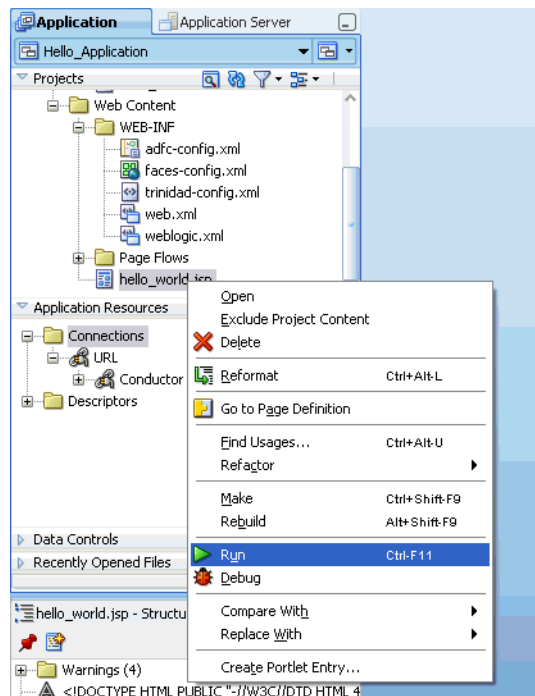 Application
Application Server
Hello_Application
Projects
Web Content
WEB-INF
adfc-config.xml
faces-config.xml
trinidad-config.xml
web.xml
weblogic.xml
Page Flows
hello_world.jsp
Application Resources
Connections
URL
Conductor
Descriptors
Data Controls
Recently Opened Files
hello_world.jsp - Structu
Warnings (4)
<!DOCTYPE HTML PUBLIC "-//W3C//DTD HTML 4
Open
Exclude Project Content
Delete
Reformat Ctrl+Alt-L
Go to Page Definition
Find Usages... Ctrl+Alt-U
Refactor
Make Ctrl+Shift-F9
Rebuild Alt+Shift-F9
Run Ctrl-F11
Debug
Compare With
Replace With
Create Portlet Entry...